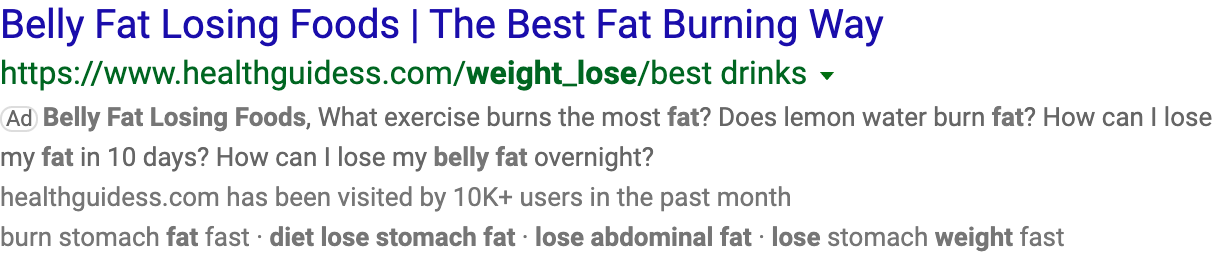 Belly Fat Losing Foods | The Best Fat Burning Way
https://www.healthguidess.com/weight_lose/best drinks
Ad Belly Fat Losing Foods, What exercise burns the most fat? Does lemon water burn fat? How can I lose
my fat in 10 days? How can I lose my belly fat overnight?
healthguidess.com has been visited by 10K+ users in the past month
burn stomach fat fast · diet lose stomach fat · lose abdominal fat · lose stomach weight fast